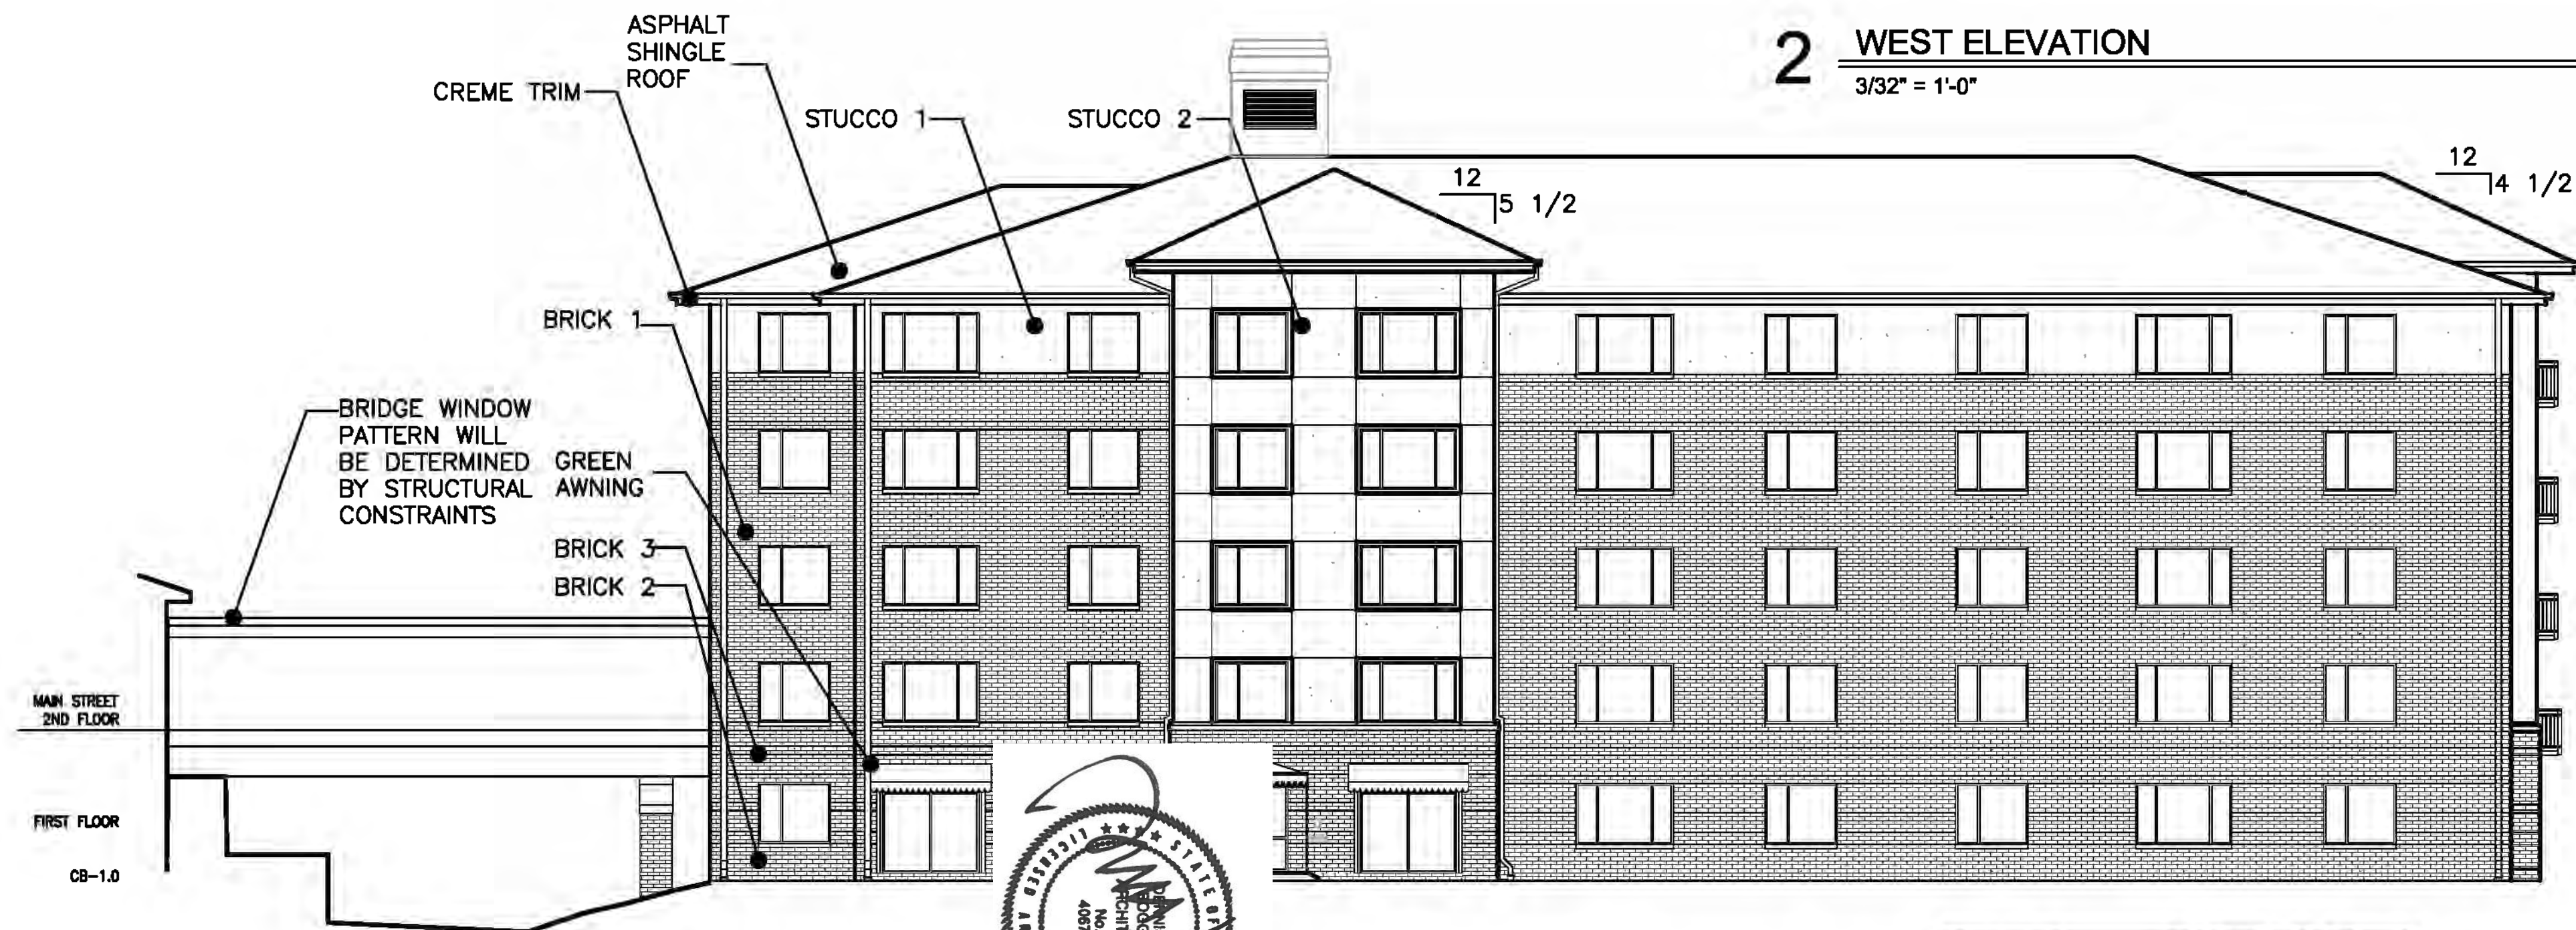 2 WEST ELEVATION
3/32" = 1'-0"
ASPHALT
SHINGLE
ROOF
CREME TRIM
STUCCO 1
STUCCO 2
12
5 1/2
12
4 1/2
BRICK 1
BRIDGE WINDOW
PATTERN WILL
BE DETERMINED
BY STRUCTURAL
CONSTRAINTS
GREEN
AWNING
BRICK 3
BRICK 2
MAIN STREET
2ND FLOOR
FIRST FLOOR
CB-1.0
LICENSED
STATE OF
No.